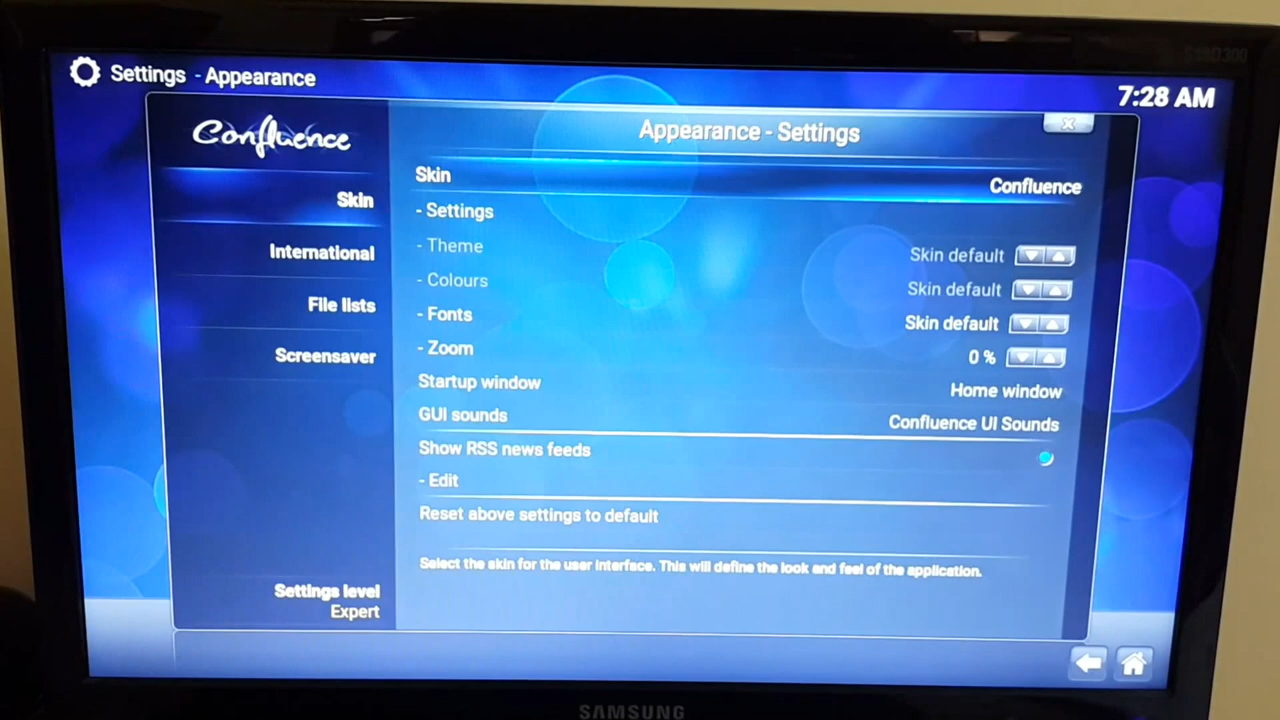 Settings - Appearance
7:28 AM
Confluence
Skin
International
File lists
Screensaver
Settings level
Expert
Appearance - Settings
x
Skin Confluence
- Settings
- Theme Skin default
- Colours Skin default
- Fonts Skin default
- Zoom 0 %
Startup window Home window
GUI sounds Confluence UI Sounds
Show RSS news feeds
- Edit
Reset above settings to default
Select the skin for the user interface. This will define the look and feel of the application.
SAMSUNG